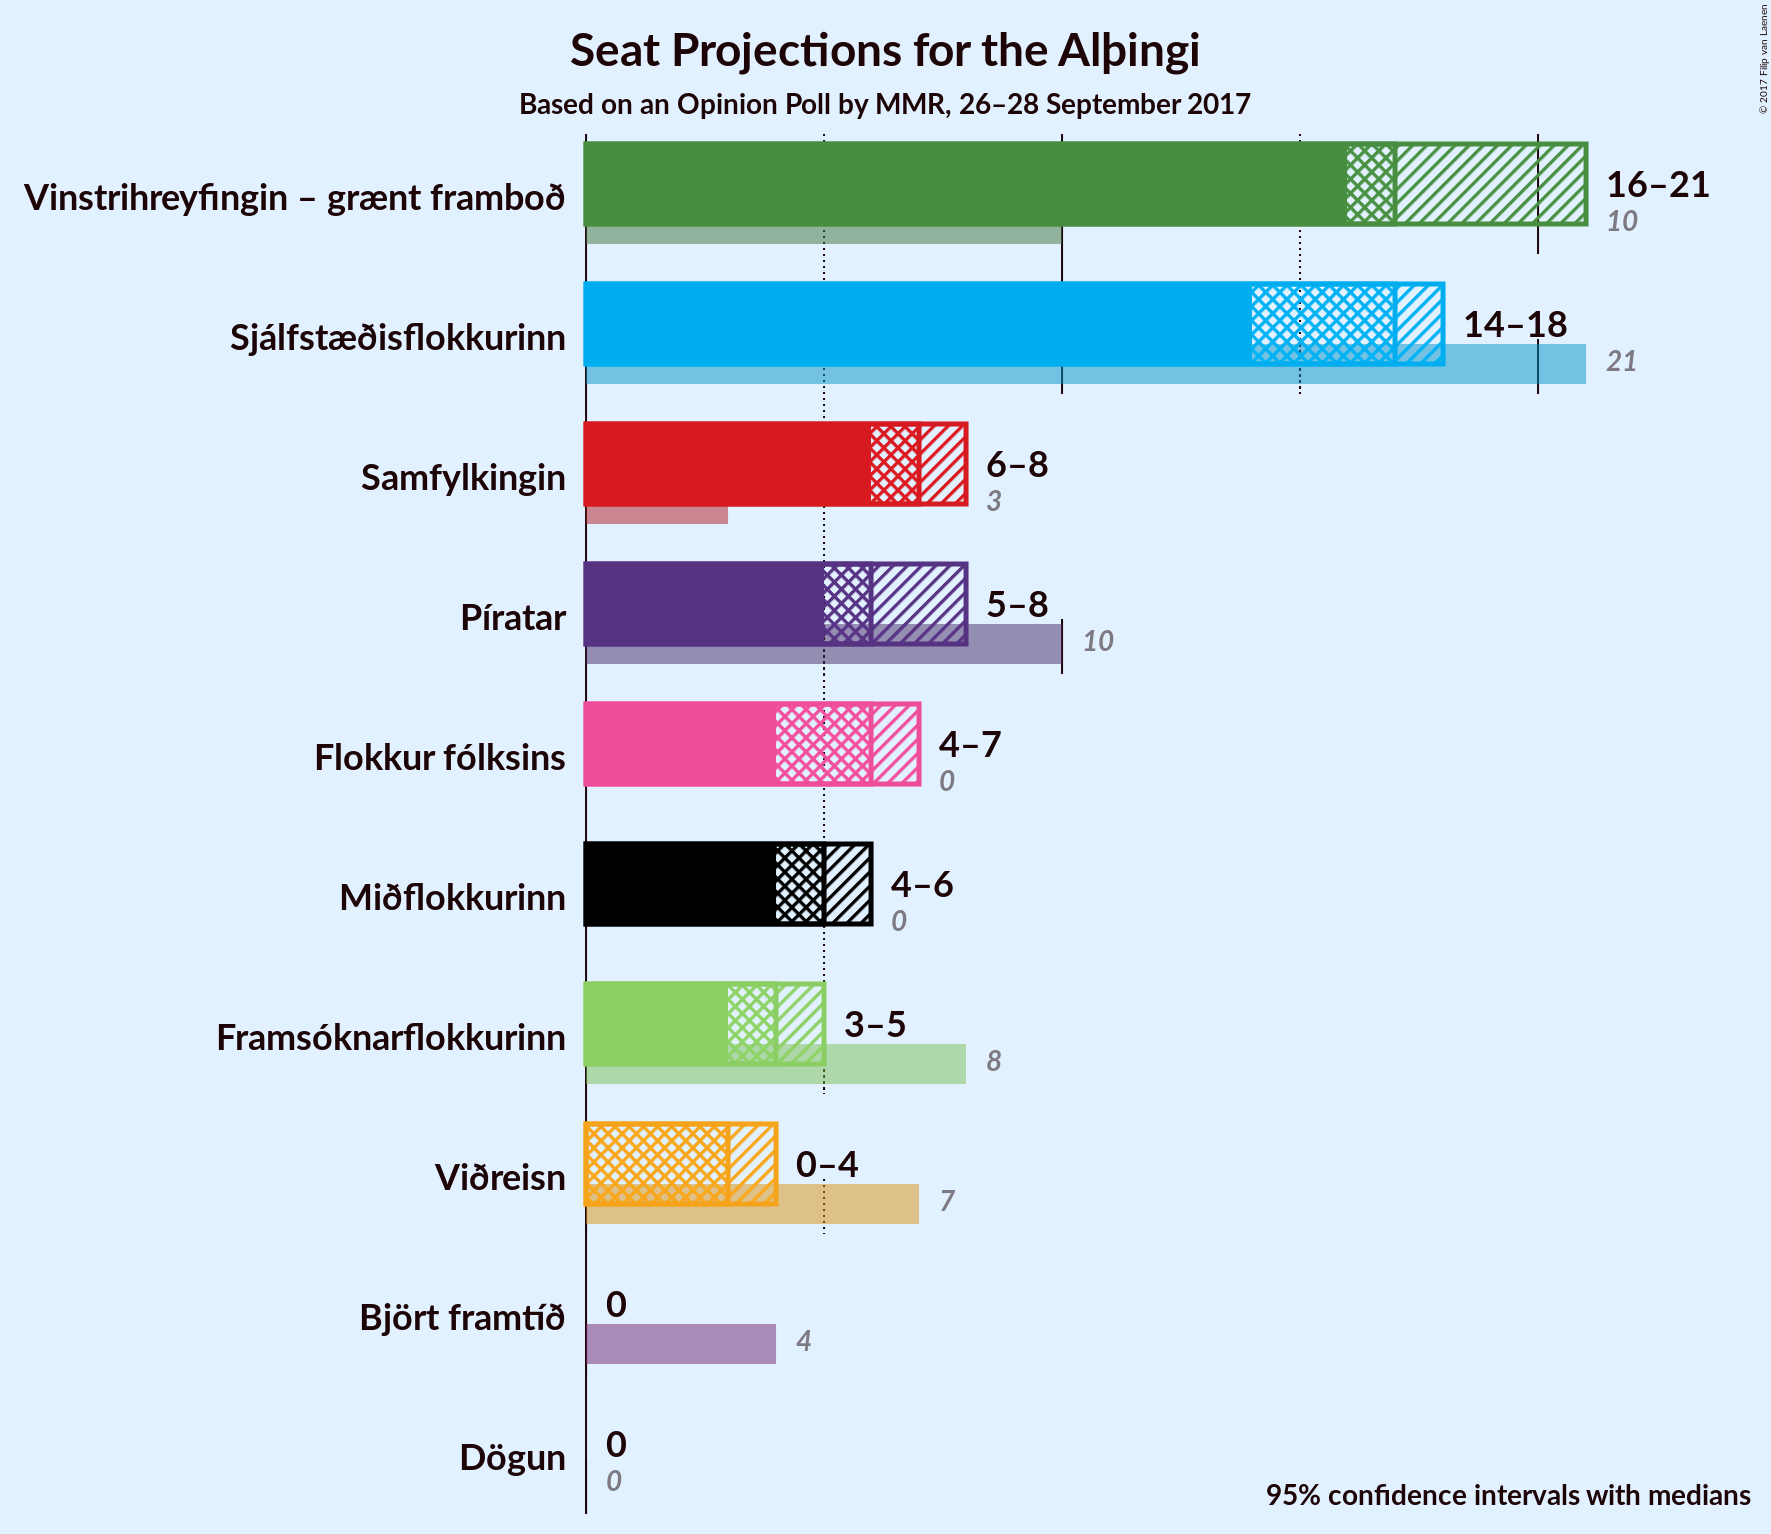 Seat Projections for the Alþingi
Based on an Opinion Poll by MMR, 26–28 September 2017
© 2017 Filip van Laenen
Vinstrihreyfingin – grænt framboð
16–21
10
Sjálfstæðisflokkurinn
14–18
21
Samfylkingin
6–8
3
Píratar
5–8
10
Flokkur fólksins
4–7
0
Miðflokkurinn
4–6
0
Framsóknarflokkurinn
3–5
8
Viðreisn
0–4
7
Björt framtíð
0
4
Dögun
0
0
95% confidence intervals with medians